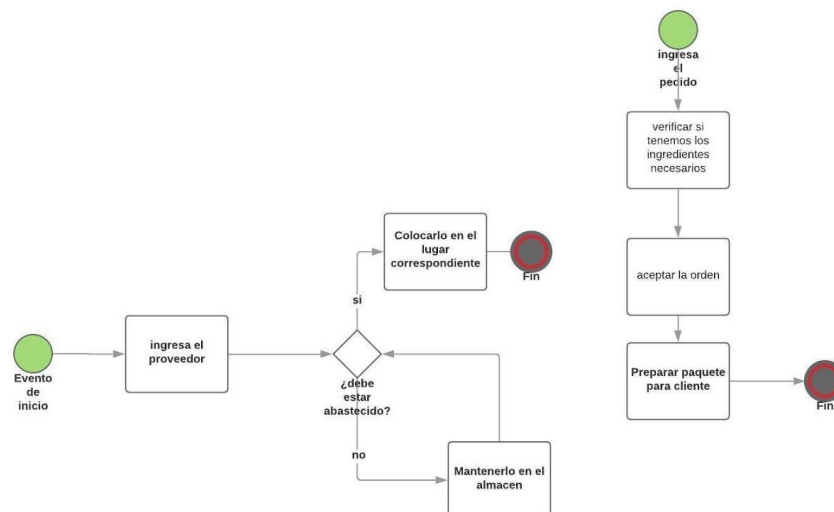 Evento
de
inicio
ingresa el
proveedor
¿debe
estar
abastecido?
si
Colocarlo en el
lugar
correspondiente
Fin
no
Mantenerlo en el
almacen
ingresa
el
pedido
verificar si
tenemos los
ingredientes
necesarios
aceptar la orden
Preparar paquete
para cliente
Fin